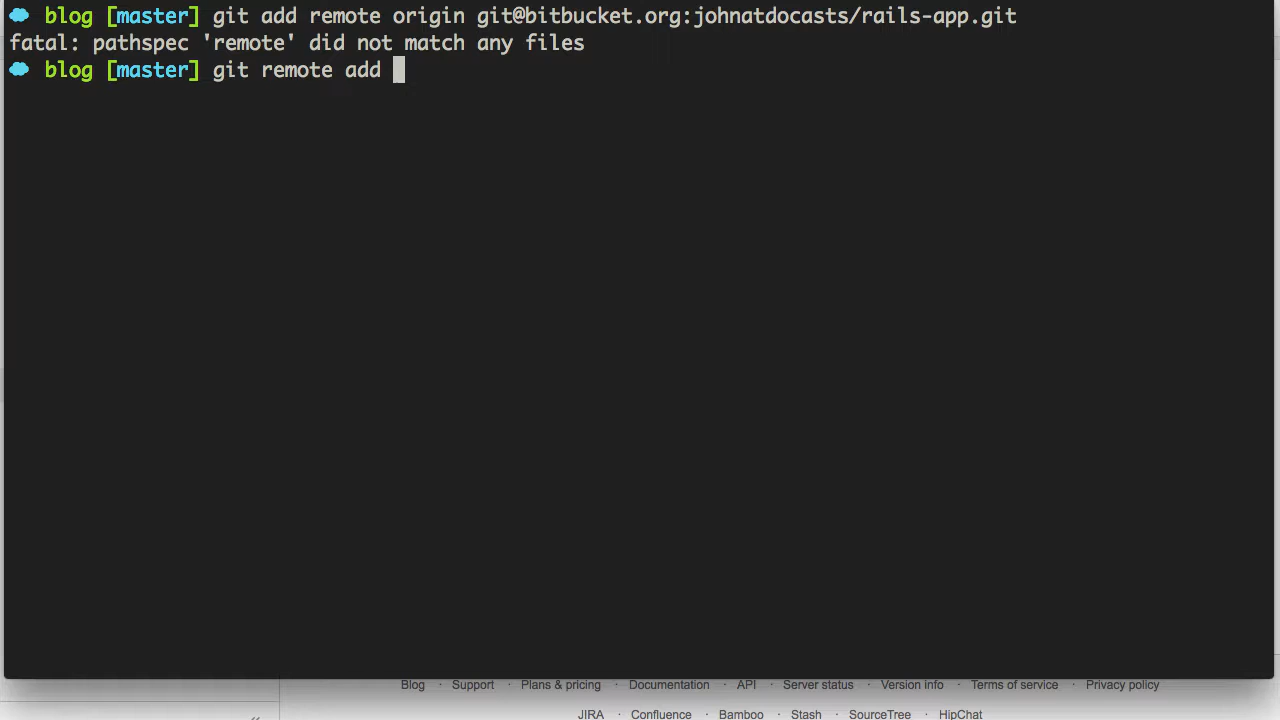 blog [master] git add remote origin git@bitbucket.org:johnatdocasts/rails-app.git
fatal: pathspec 'remote' did not match any files
blog [master] git remote add
Blog · Support · Plans & pricing · Documentation · API · Server status · Version info · Terms of service · Privacy policy
JIRA · Confluence · Bamboo · Stash · SourceTree · HipChat